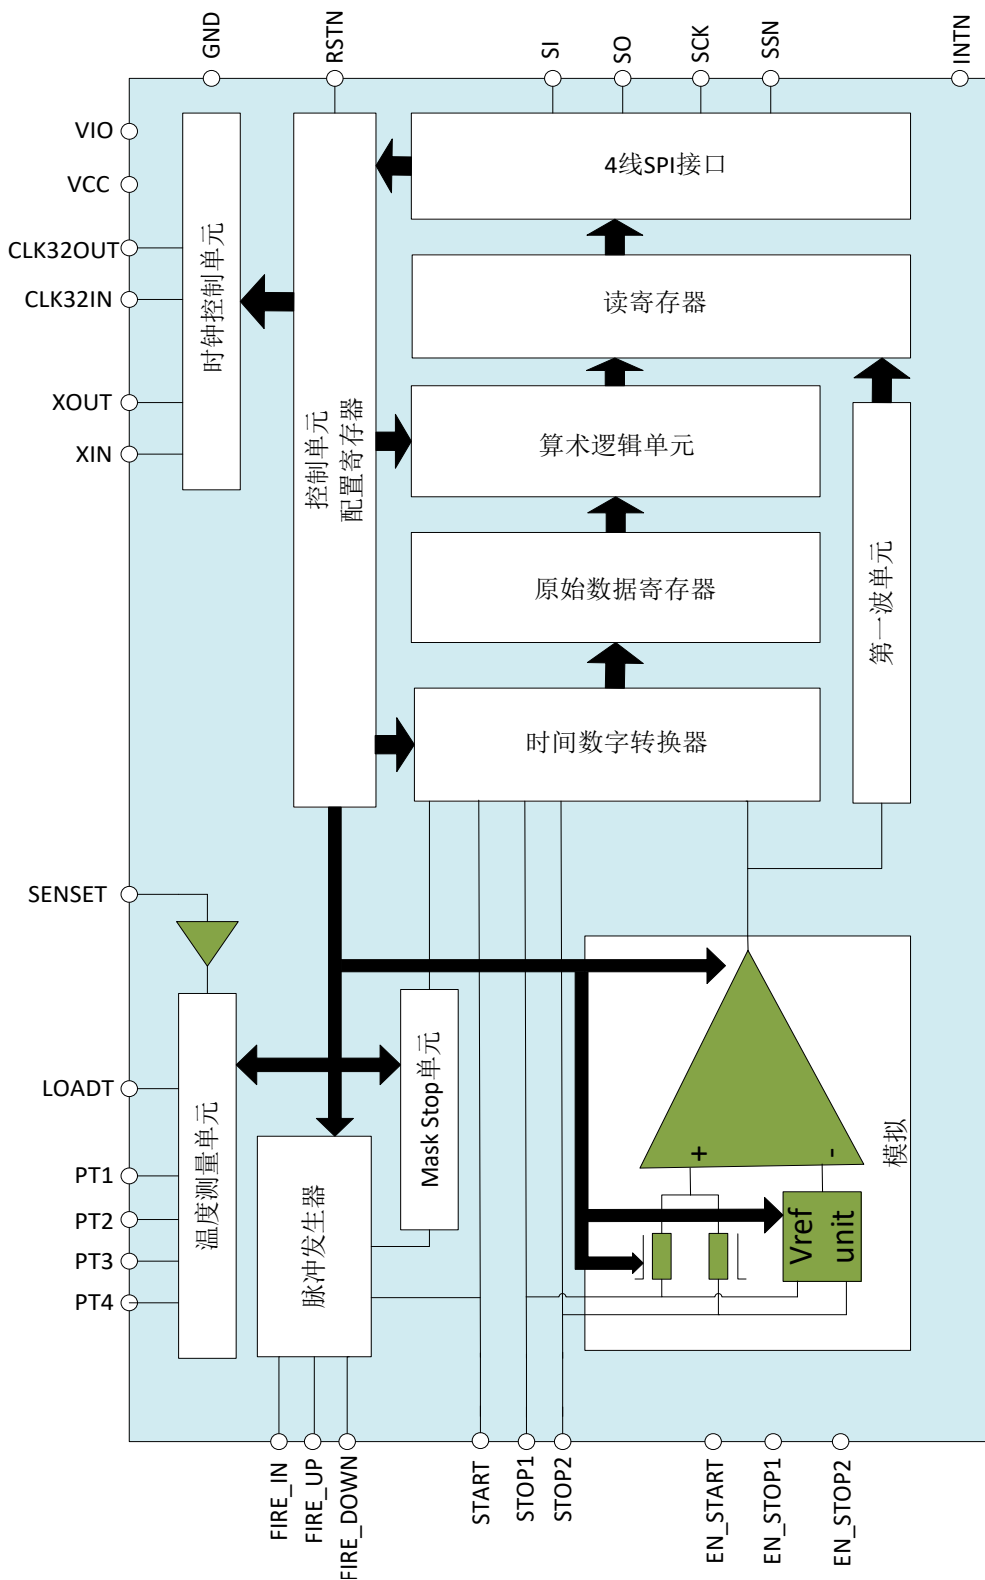 GND
RSTN
SI
SO
SCK
SSN
INTN
VIO
VCC
CLK32OUT
CLK32IN
XOUT
XIN
时钟控制单元
控制单元
配置寄存器
4线SPI接口
读寄存器
算术逻辑单元
原始数据寄存器
时间数字转换器
第一波单元
SENSET
LOADT
PT1
PT2
PT3
PT4
温度测量单元
Mask Stop单元
脉冲发生器
+
-
模拟
Vref
unit
FIRE_IN
FIRE_UP
FIRE_DOWN
START
STOP1
STOP2
EN_START
EN_STOP1
EN_STOP2